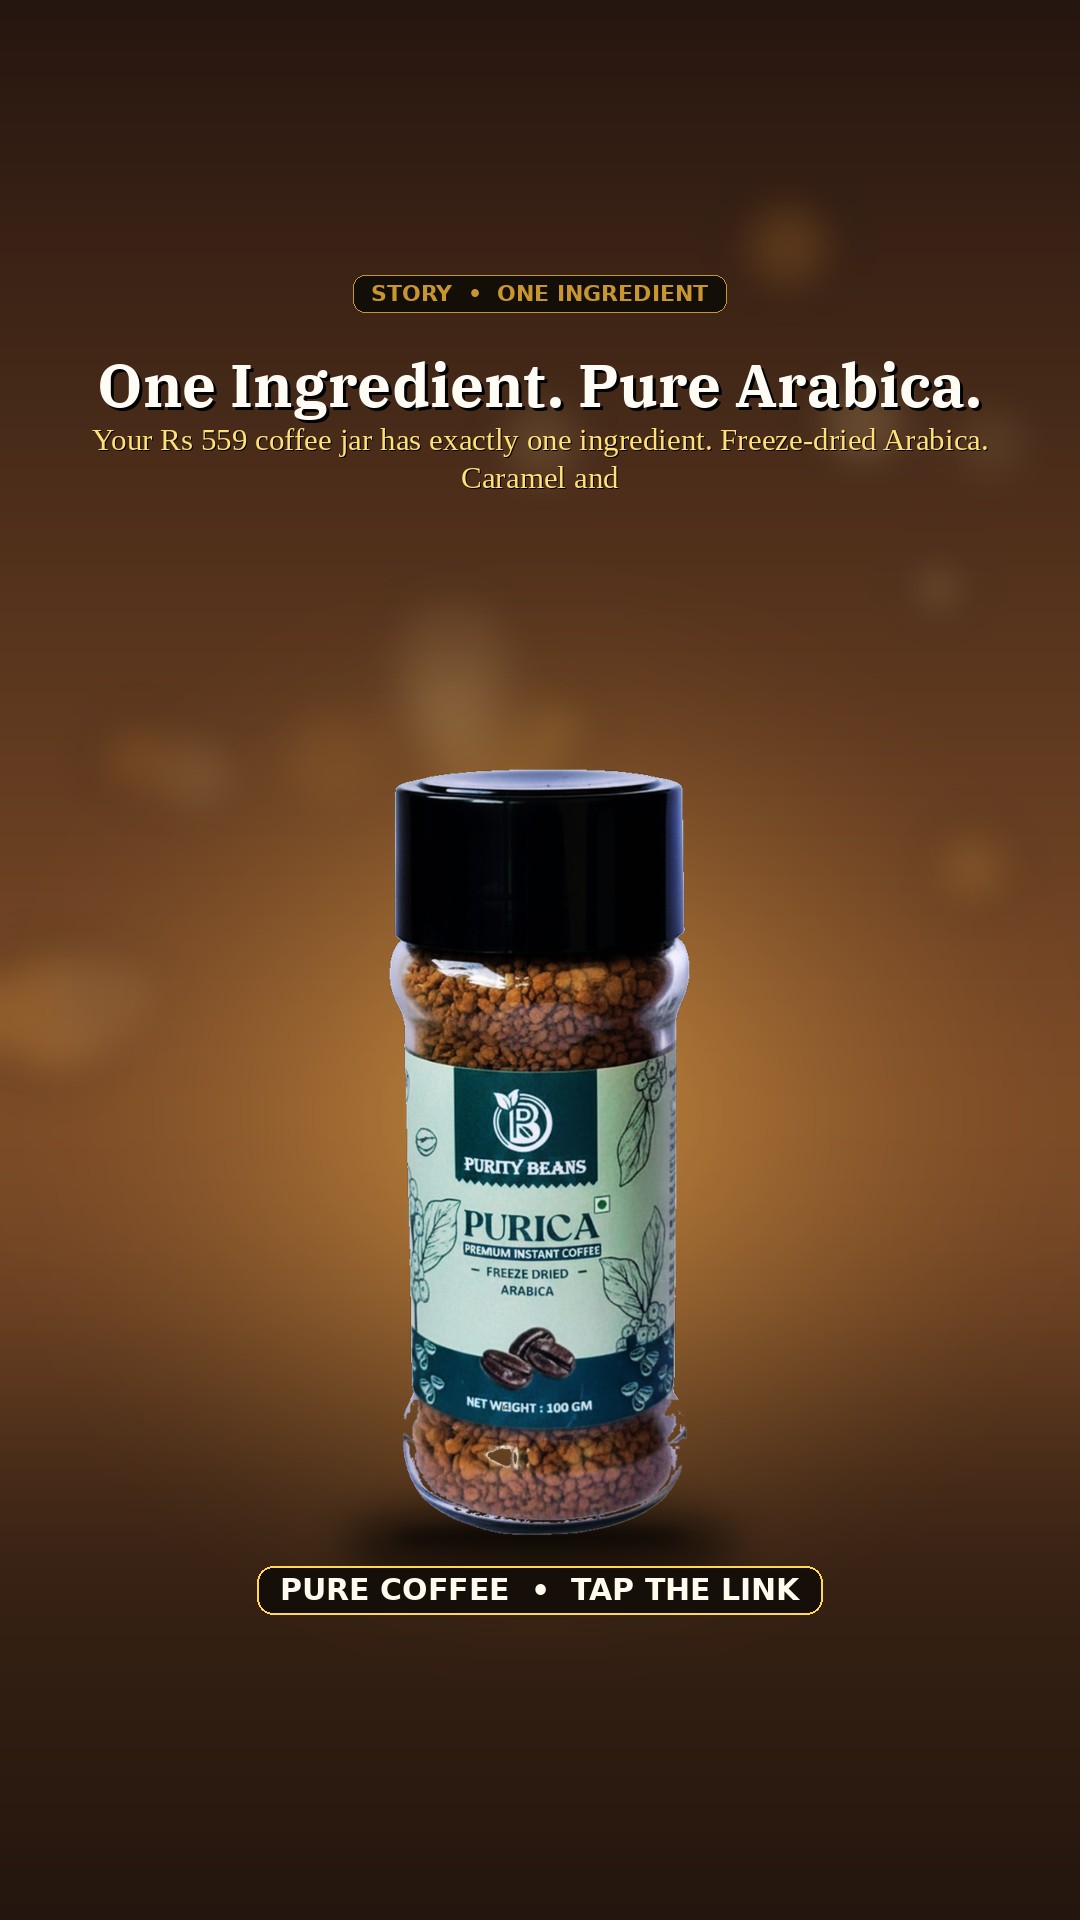 STORY • ONE INGREDIENT
One Ingredient. Pure Arabica.
Your Rs 559 coffee jar has exactly one ingredient. Freeze-dried Arabica.
Caramel and
PURITY BEANS
PURICA
PREMIUM INSTANT COFFEE
– FREEZE DRIED –
ARABICA
NET WEIGHT : 100 GM
PURE COFFEE • TAP THE LINK